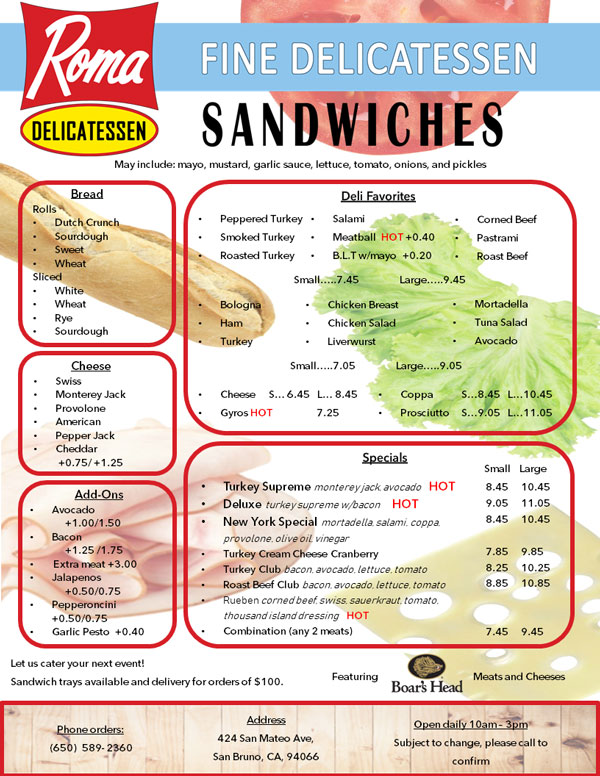 Roma
DELICATESSEN
FINE DELICATESSEN
SANDWICHES
May include: mayo, mustard, garlic sauce, lettuce, tomato, onions, and pickles
Bread
Rolls
• Dutch Crunch
• Sourdough
• Sweet
• Wheat
Sliced
• White
• Wheat
• Rye
• Sourdough
Cheese
• Swiss
• Monterey Jack
• Provolone
• American
• Pepper Jack
• Cheddar
+0.75/+1.25
Add-Ons
• Avocado
+1.00/1.50
• Bacon
+1.25 /1.75
• Extra meat +3.00
• Jalapenos
+0.50/0.75
• Pepperoncini
+0.50/0.75
• Garlic Pesto +0.40
Deli Favorites
• Peppered Turkey • Salami • Corned Beef
• Smoked Turkey • Meatball HOT +0.40 • Pastrami
• Roasted Turkey • B.L.T w/mayo +0.20 • Roast Beef
Small.....7.45 Large.....9.45
• Bologna • Chicken Breast • Mortadella
• Ham • Chicken Salad • Tuna Salad
• Turkey • Liverwurst • Avocado
Small.....7.05 Large.....9.05
• Cheese S... 6.45 L... 8.45 • Coppa S...8.45 L...10.45
• Gyros HOT 7.25 • Prosciutto S...9.05 L...11.05
Specials
Small Large
• Turkey Supreme monterey jack, avocado HOT 8.45 10.45
• Deluxe turkey supreme w/bacon HOT 9.05 11.05
• New York Special mortadella, salami, coppa, 8.45 10.45
provolone, olive oil, vinegar
• Turkey Cream Cheese Cranberry 7.85 9.85
• Turkey Club bacon, avocado, lettuce, tomato 8.25 10.25
• Roast Beef Club bacon, avocado, lettuce, tomato 8.85 10.85
• Rueben corned beef, swiss, sauerkraut, tomato,
thousand island dressing HOT
• Combination (any 2 meats) 7.45 9.45
Let us cater your next event!
Sandwich trays available and delivery for orders of $100.
Featuring Boar's Head Meats and Cheeses
Phone orders:
(650) 589-2360
Address
424 San Mateo Ave,
San Bruno, CA, 94066
Open daily 10am - 3pm
Subject to change, please call to
confirm